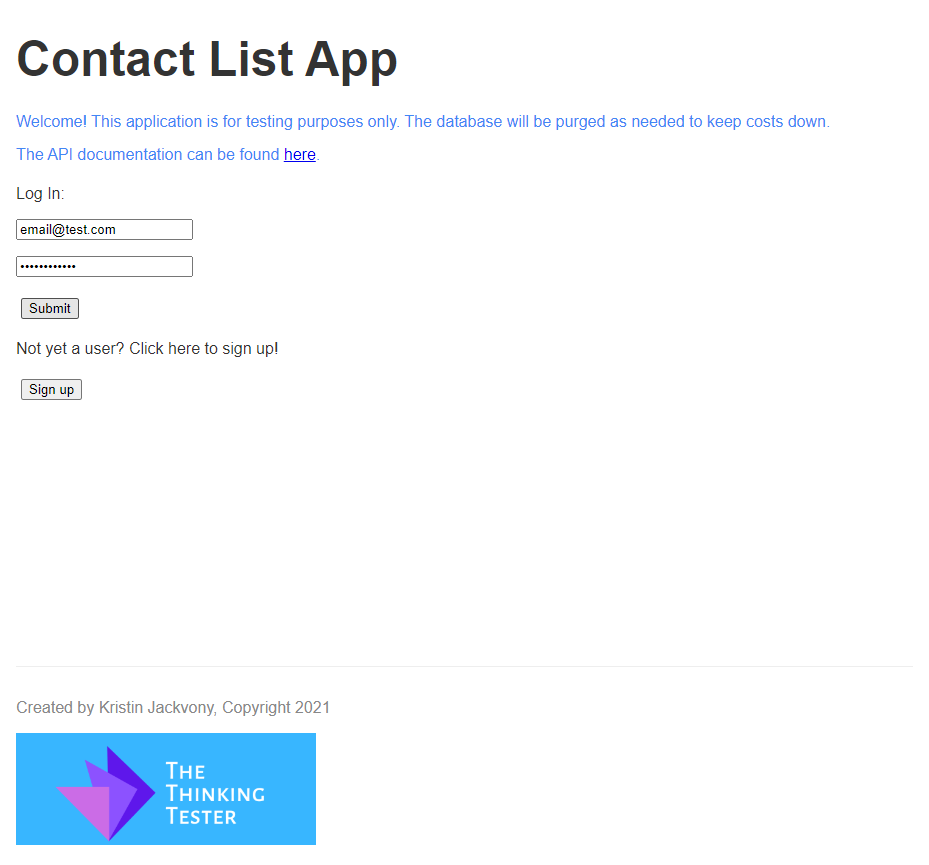 Contact List App
Welcome! This application is for testing purposes only. The database will be purged as needed to keep costs down.
The API documentation can be found here.
Log In:
email@test.com
••••••••••••
Submit
Not yet a user? Click here to sign up!
Sign up
Created by Kristin Jackvony, Copyright 2021
THE
THINKING
TESTER